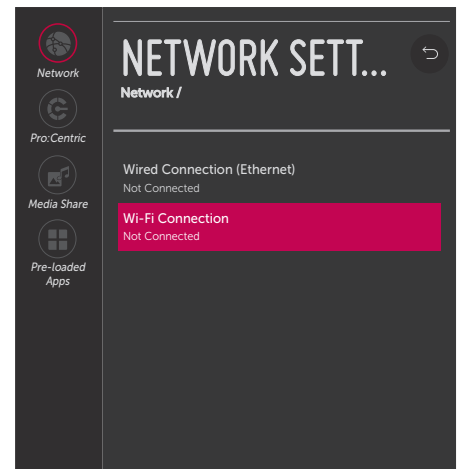 Network
Pro:Centric
Media Share
Pre-loaded
Apps
NETWORK SETT...
Network /
Wired Connection (Ethernet)
Not Connected
Wi-Fi Connection
Not Connected